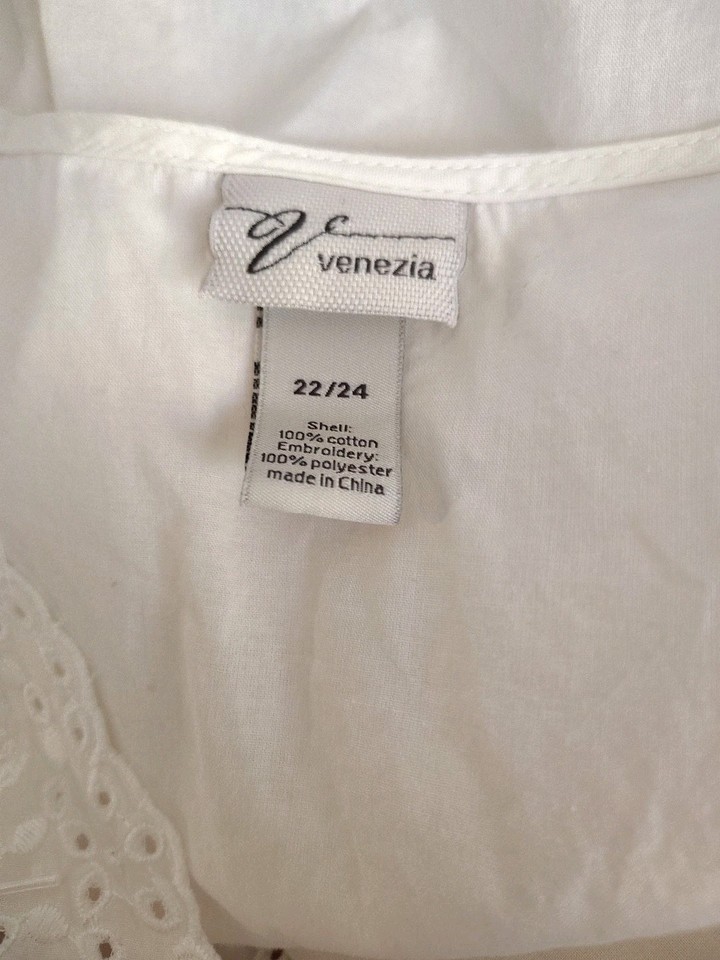 venezia
22/24
Shell:
100% cotton
Embroidery:
100% polyester
made in China